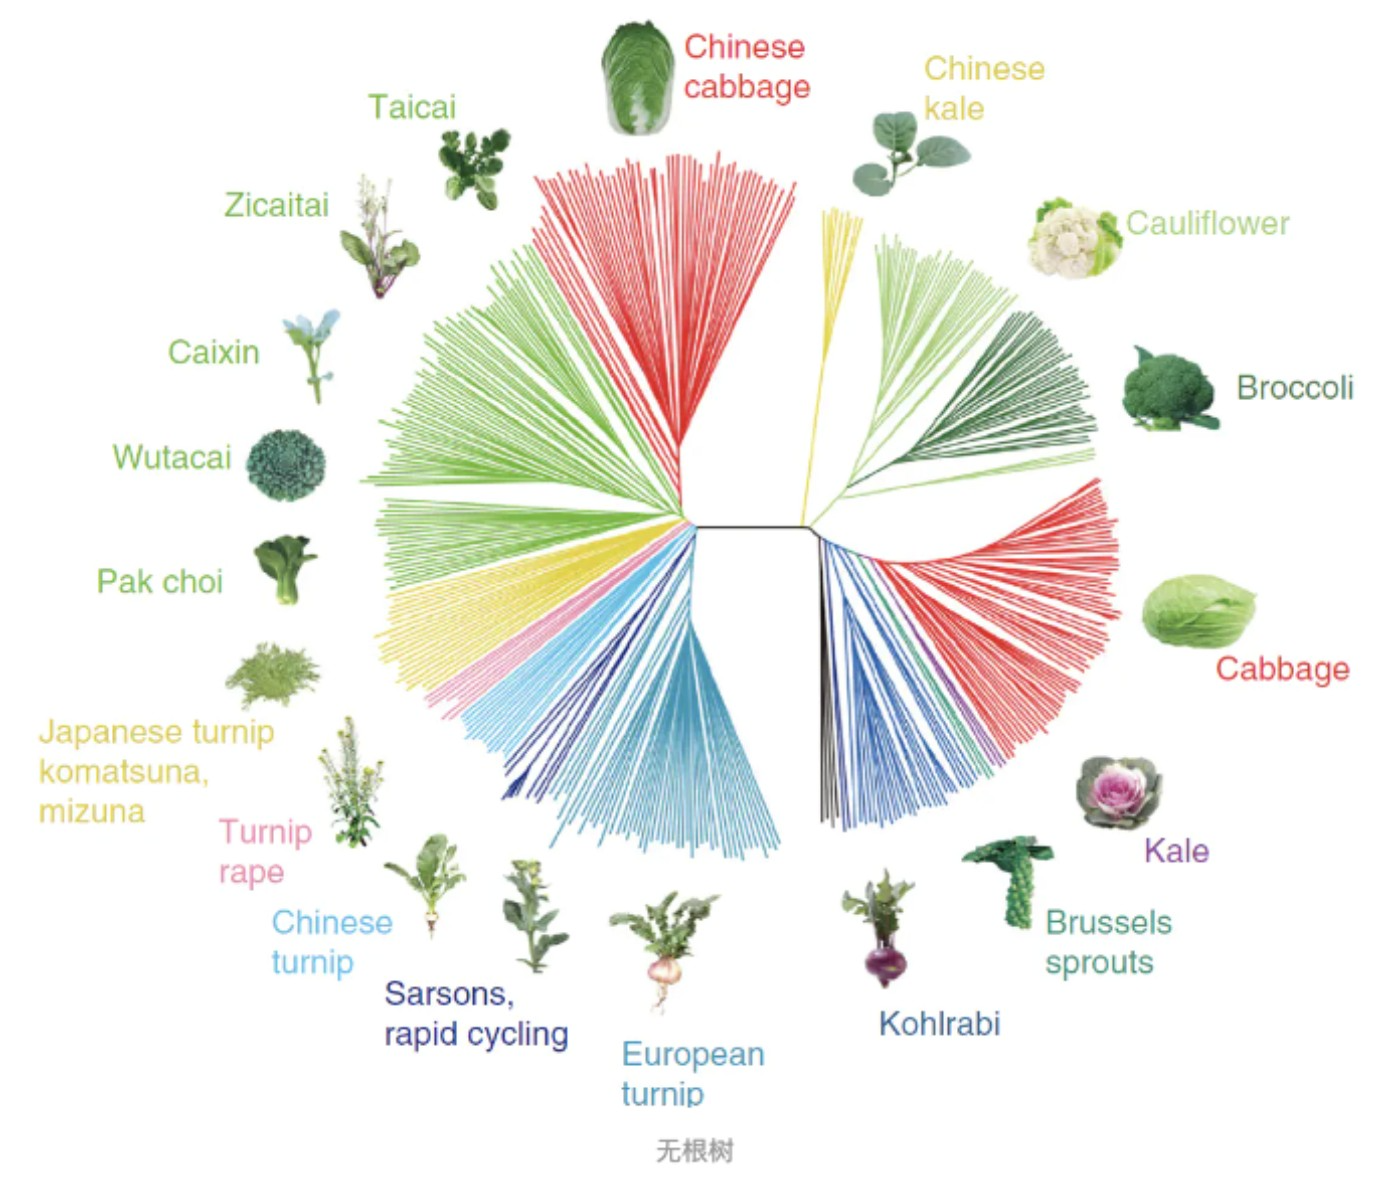 Chinese
cabbage
Chinese
kale
Taicai
Zicaitai
Cauliflower
Caixin
Broccoli
Wutacai
Pak choi
Cabbage
Japanese turnip
komatsuna,
mizuna
Turnip
rape
Kale
Chinese
turnip
Brussels
sprouts
Sarsons,
rapid cycling
Kohlrabi
European
turnip
无根树